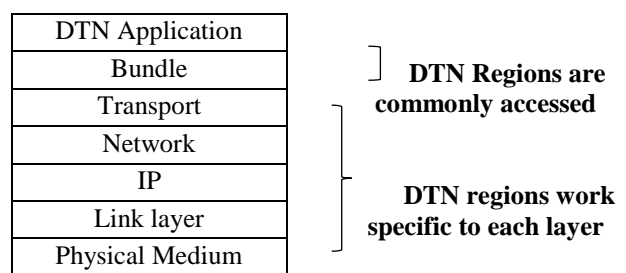 DTN Application
Bundle
Transport
Network
IP
Link layer
Physical Medium
DTN Regions are
commonly accessed
DTN regions work
specific to each layer